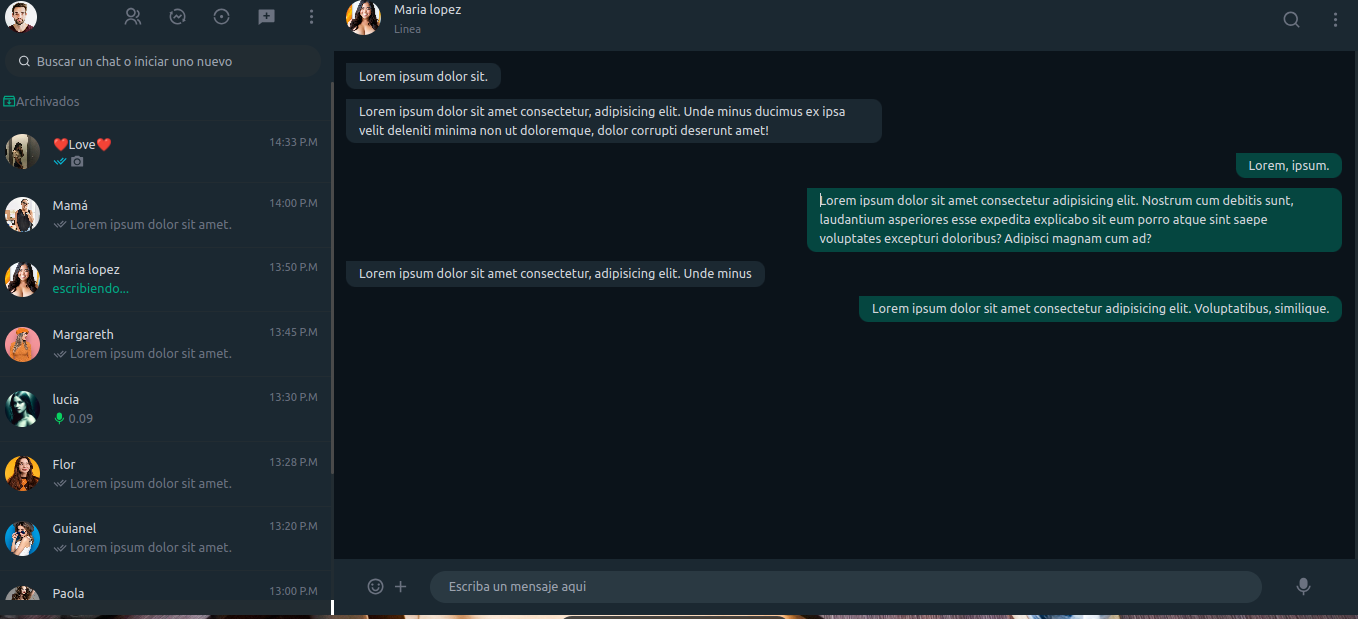 Maria lopez
Linea
Buscar un chat o iniciar uno nuevo
Archivados
❤️Love❤️
14:33 P.M
Mamá
14:00 P.M
Lorem ipsum dolor sit amet.
Maria lopez
13:50 P.M
escribiendo...
Margareth
13:45 P.M
Lorem ipsum dolor sit amet.
lucia
13:30 P.M
0.09
Flor
13:28 P.M
Lorem ipsum dolor sit amet.
Guianel
13:20 P.M
Lorem ipsum dolor sit amet.
Paola
13:00 P.M
Lorem ipsum dolor sit.
Lorem ipsum dolor sit amet consectetur, adipisicing elit. Unde minus ducimus ex ipsa
velit deleniti minima non ut doloremque, dolor corrupti deserunt amet!
Lorem, ipsum.
Lorem ipsum dolor sit amet consectetur adipisicing elit. Nostrum cum debitis sunt,
laudantium asperiores esse expedita explicabo sit eum porro atque sint saepe
voluptates excepturi doloribus? Adipisci magnam cum ad?
Lorem ipsum dolor sit amet consectetur, adipisicing elit. Unde minus
Lorem ipsum dolor sit amet consectetur adipisicing elit. Voluptatibus, similique.
Escriba un mensaje aqui